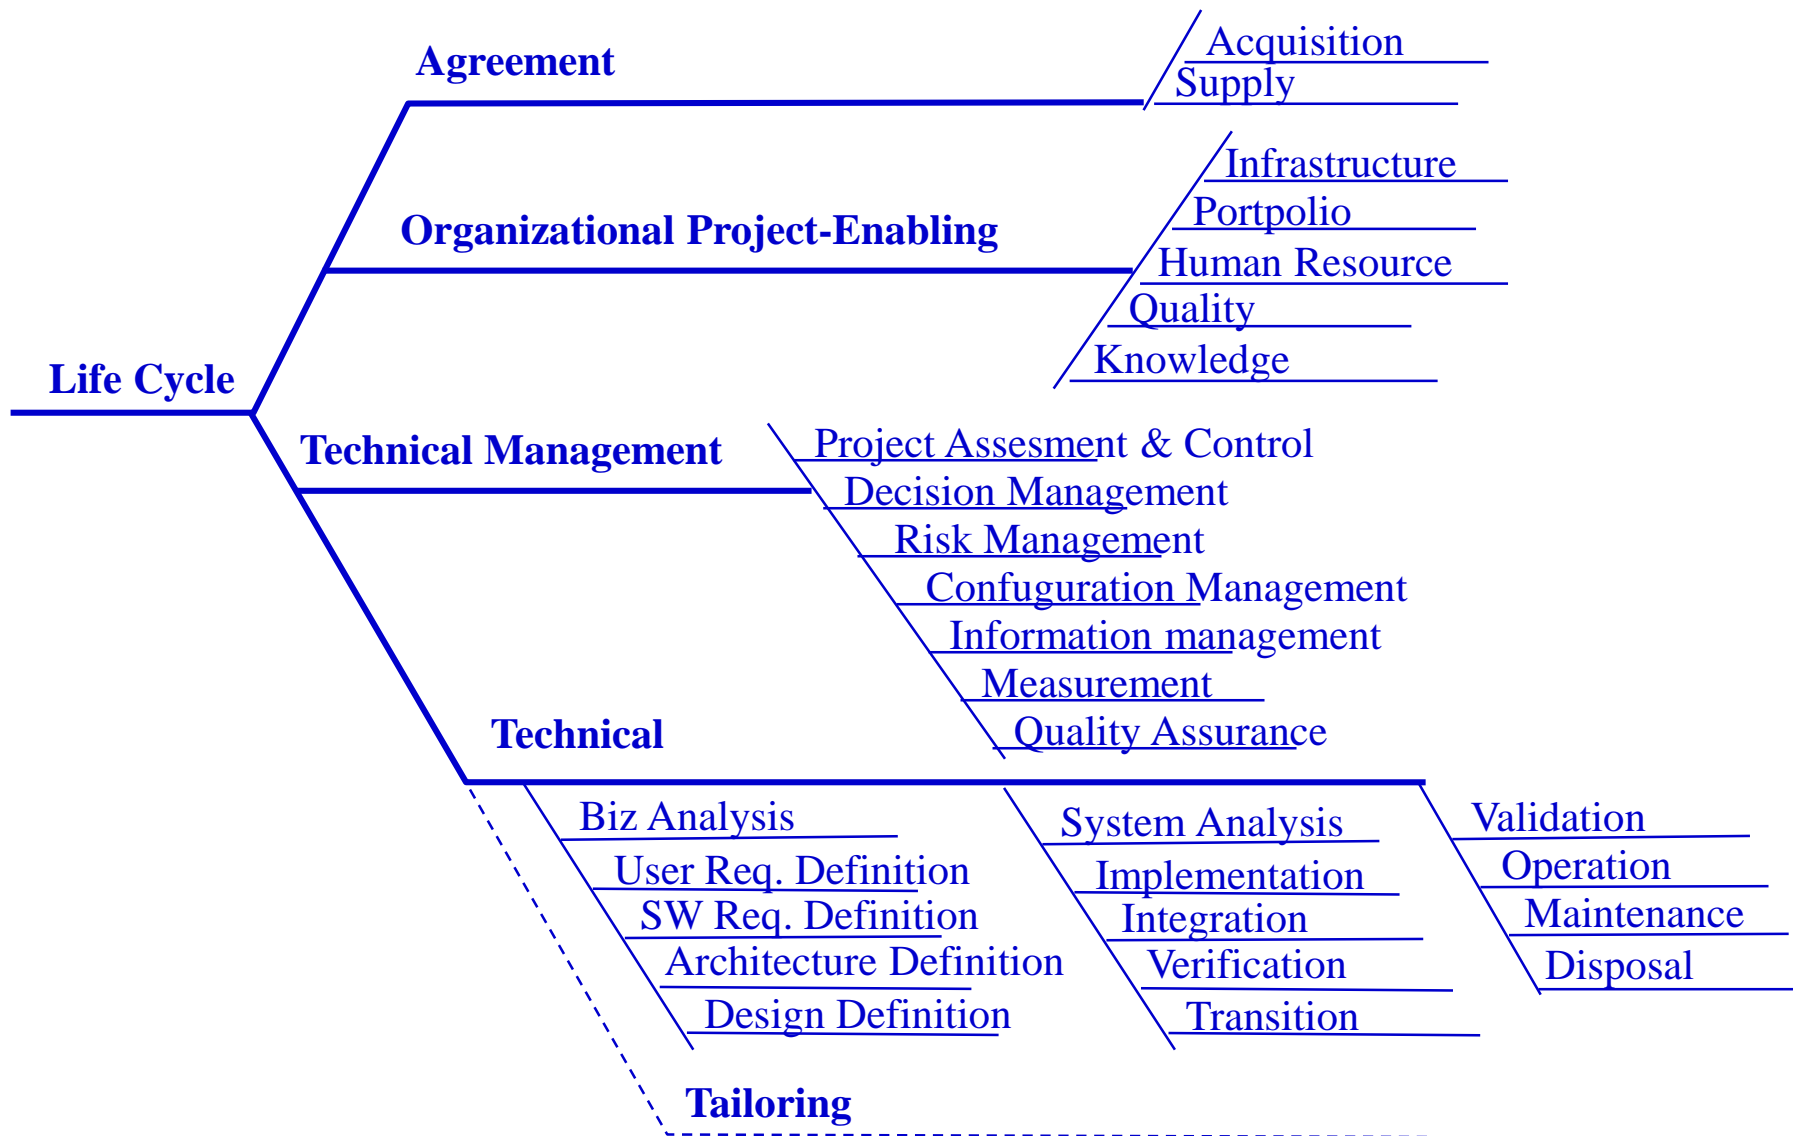 Agreement
Acquisition
Supply
Organizational Project-Enabling
Infrastructure
Portpolio
Human Resource
Quality
Knowledge
Life Cycle
Technical Management
Project Assesment & Control
Decision Management
Risk Management
Confuguration Management
Information management
Measurement
Quality Assurance
Technical
Biz Analysis
User Req. Definition
SW Req. Definition
Architecture Definition
Design Definition
System Analysis
Implementation
Integration
Verification
Transition
Validation
Operation
Maintenance
Disposal
Tailoring